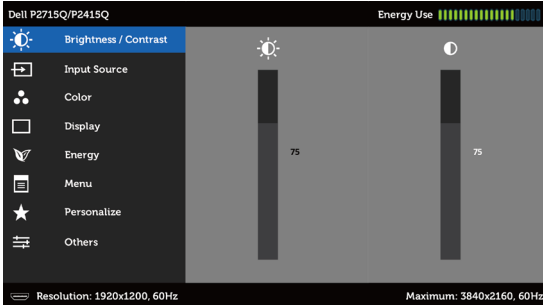 Dell P2715Q/P2415Q
Energy Use
Brightness / Contrast
Input Source
Color
Display
Energy
Menu
Personalize
Others
75
75
Resolution: 1920x1200, 60Hz
Maximum: 3840x2160, 60Hz